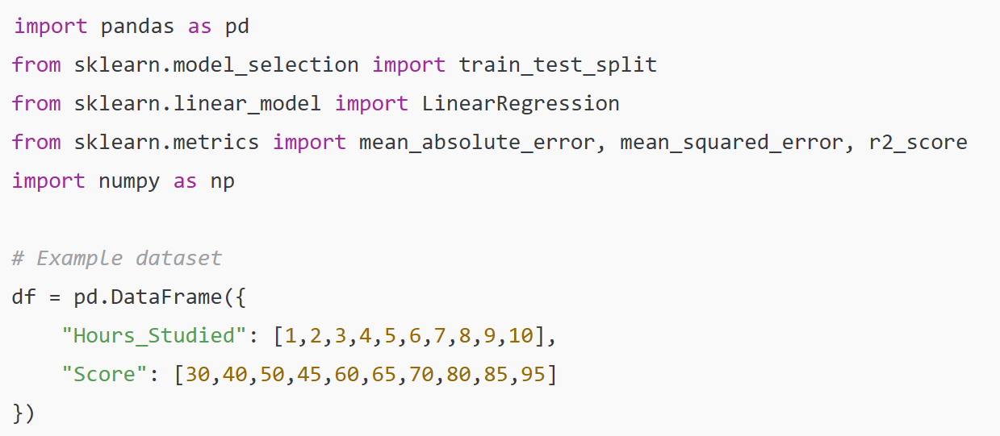 import pandas as pd
from sklearn.model_selection import train_test_split
from sklearn.linear_model import LinearRegression
from sklearn.metrics import mean_absolute_error, mean_squared_error, r2_score
import numpy as np

# Example dataset
df = pd.DataFrame({
    "Hours_Studied": [1,2,3,4,5,6,7,8,9,10],
    "Score": [30,40,50,45,60,65,70,80,85,95]
})